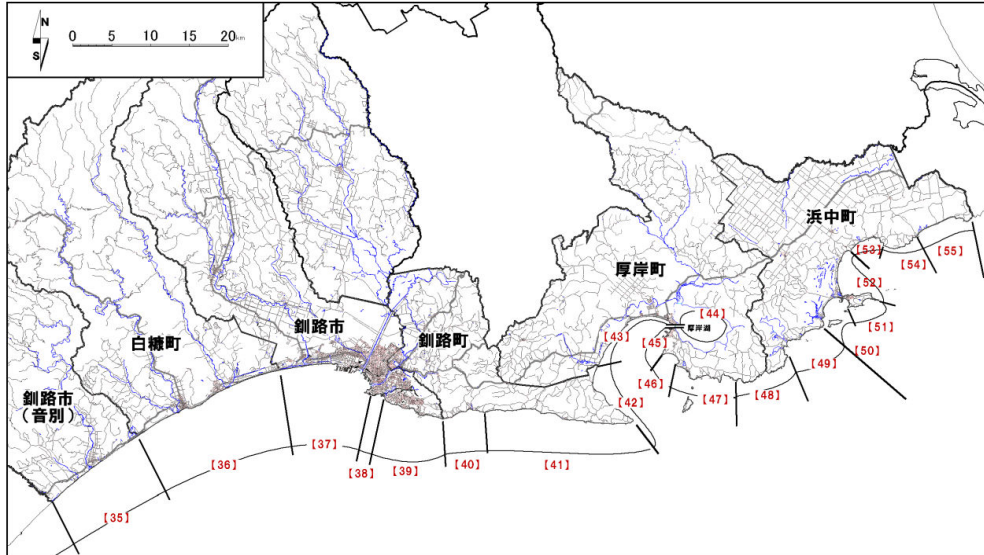 N
S
0 5 10 20km
浜中町
厚岸町
釧路市
釧路町
白糠町
釧路市
(音別)
厚岸湖
【35】
【36】
【37】
【38】
【39】
【40】
【41】
【42】
【43】
【44】
【45】
【46】
【47】
【48】
【49】
【50】
【51】
【52】
【53】
【54】
【55】